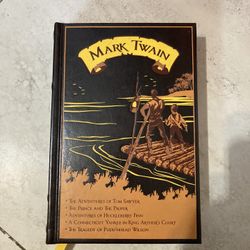 MARK TWAIN
• THE ADVENTURES OF TOM SAWYER
• THE PRINCE AND THE PAUPER
• ADVENTURES OF HUCKLEBERRY FINN
• A CONNECTICUT YANKEE IN KING ARTHUR'S COURT
• THE TRAGEDY OF PUDD'NHEAD WILSON